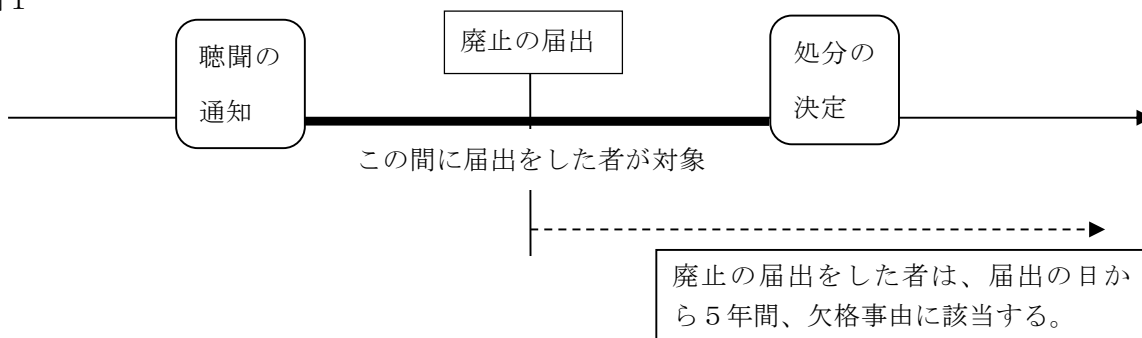 聴聞の
通知
廃止の届出
処分の
決定
この間に届出をした者が対象
廃止の届出をした者は、届出の日か
ら５年間、欠格事由に該当する。